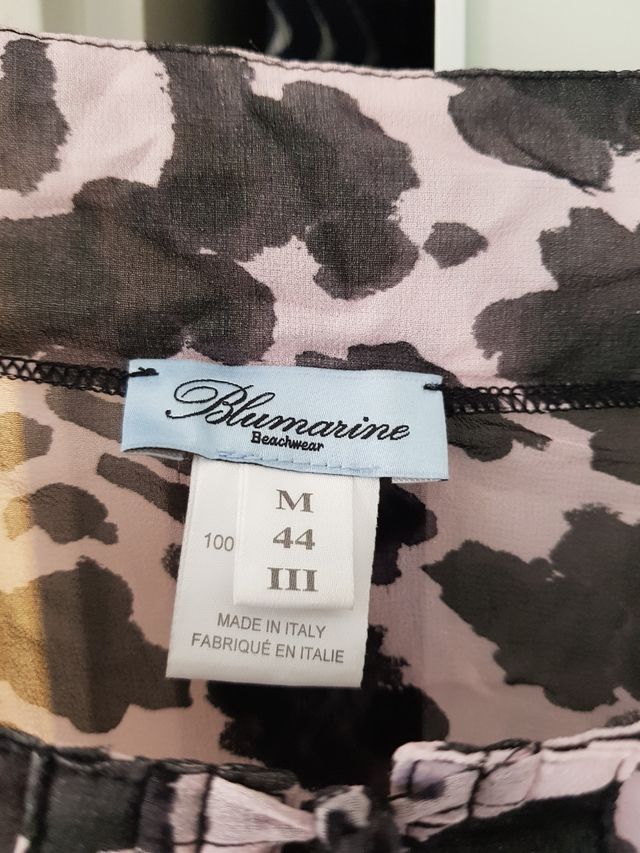 Blumarine
Beachwear
M
100
44
III
MADE IN ITALY
FABRIQUÉ EN ITALIE